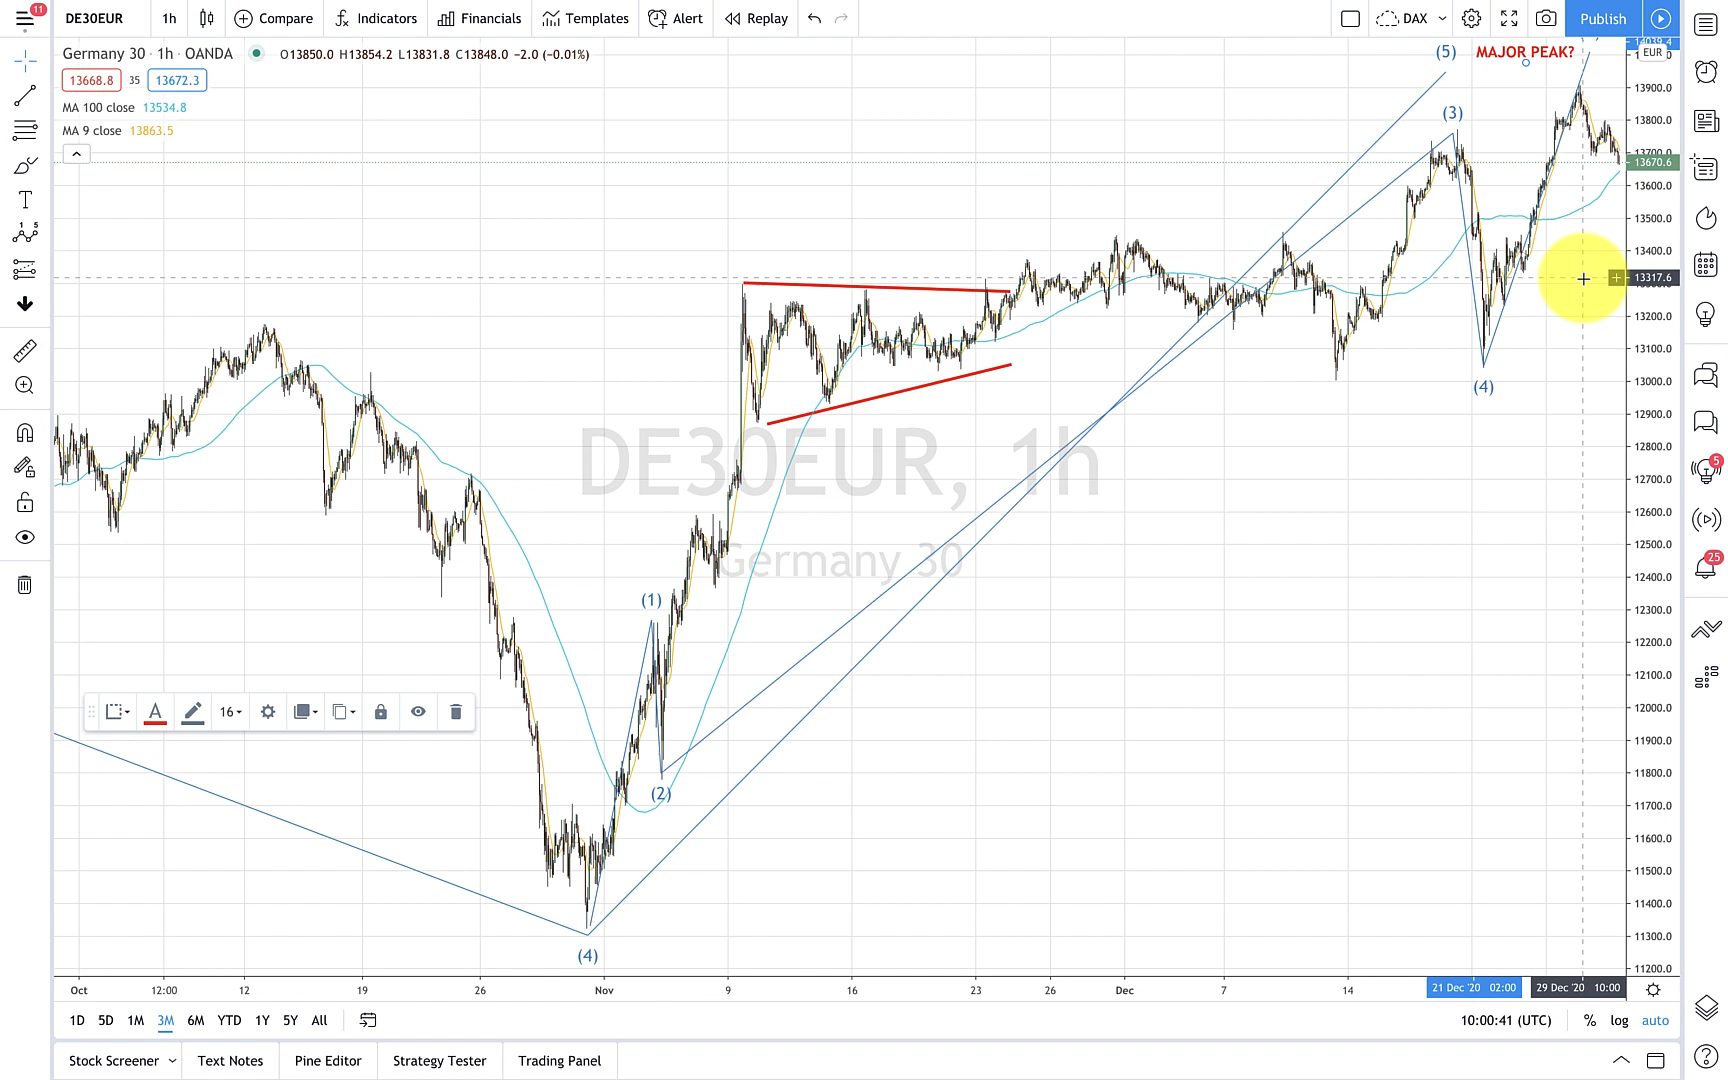 11
DE30EUR
1h
Compare
Indicators
Financials
Templates
Alert
Replay
DAX
Publish
Germany 30 · 1h · OANDA
O13850.0 H13854.2 L13831.8 C13848.0 −2.0 (−0.01%)
13668.8
35
13672.3
MA 100 close 13534.8
MA 9 close 13863.5
(5)
MAJOR PEAK?
EUR
14039.4
13900.0
(3)
13800.0
13700.0
13670.6
13600.0
13500.0
13400.0
13317.6
13200.0
13100.0
13000.0
(4)
12900.0
12800.0
12700.0
12600.0
12500.0
12400.0
12300.0
12200.0
12100.0
12000.0
11900.0
11800.0
11700.0
11600.0
11500.0
11400.0
11300.0
11200.0
DE30EUR, 1h
Germany 30
(1)
(2)
(4)
A
16
5
25
Oct
12:00
12
19
26
Nov
9
16
23
26
Dec
7
14
21 Dec '20 02:00
29 Dec '20 10:00
1D 5D 1M 3M 6M YTD 1Y 5Y All
10:00:41 (UTC)
% log auto
Stock Screener
Text Notes
Pine Editor
Strategy Tester
Trading Panel